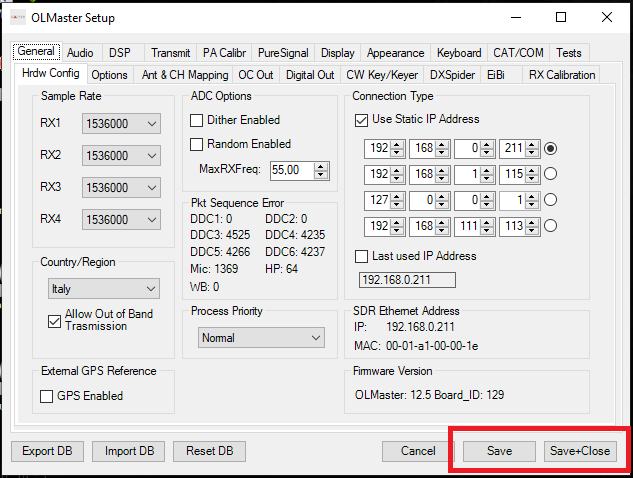 OLMaster Setup
General Audio DSP Transmit PA Calibr PureSignal Display Appearance Keyboard CAT/COM Tests
Hrdw Config Options Ant & CH Mapping OC Out Digital Out CW Key/Keyer DXSpider EiBi RX Calibration
Sample Rate
RX1 1536000
RX2 1536000
RX3 1536000
RX4 1536000
Country/Region
Italy
Allow Out of Band
Trasmission
External GPS Reference
GPS Enabled
ADC Options
Dither Enabled
Random Enabled
MaxRXFreq: 55,00
Pkt Sequence Error
DDC1: 0 DDC2: 0
DDC3: 4525 DDC4: 4235
DDC5: 4266 DDC6: 4237
Mic: 1369 HP: 64
WB: 0
Process Priority
Normal
Connection Type
Use Static IP Address
192 168 0 211
192 168 1 115
127 0 0 1
192 168 111 113
Last used IP Address
192.168.0.211
SDR Ethernet Address
IP: 192.168.0.211
MAC: 00-01-a1-00-00-1e
Firmware Version
OLMaster: 12.5 Board_ID: 129
Export DB Import DB Reset DB Cancel Save Save+Close